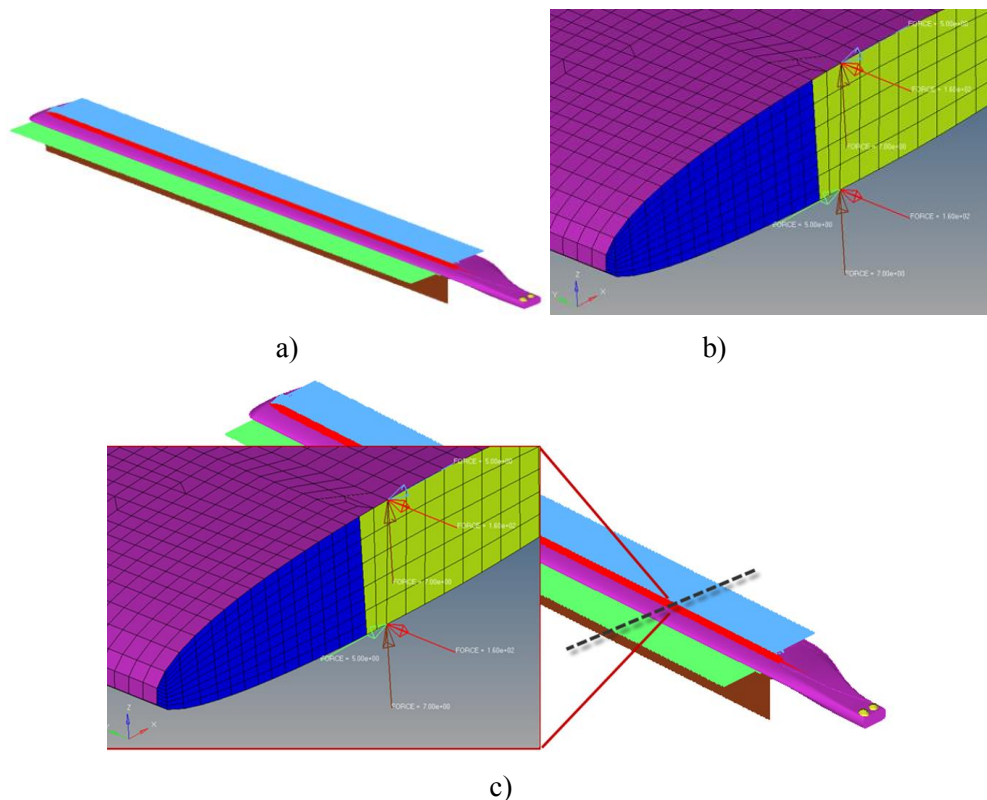 FORCE = 5.00e+00
FORCE = 1.60e+02
FORCE = 7.00e+00
FORCE = 1.60e+02
FORCE = 5.00e+00
FORCE = 7.00e+00
Z
Y
X
a)
b)
FORCE = 5.00e+00
FORCE = 1.60e+02
FORCE = 7.00e+00
FORCE = 1.60e+02
FORCE = 5.00e+00
FORCE = 7.00e+00
Z
Y
X
c)